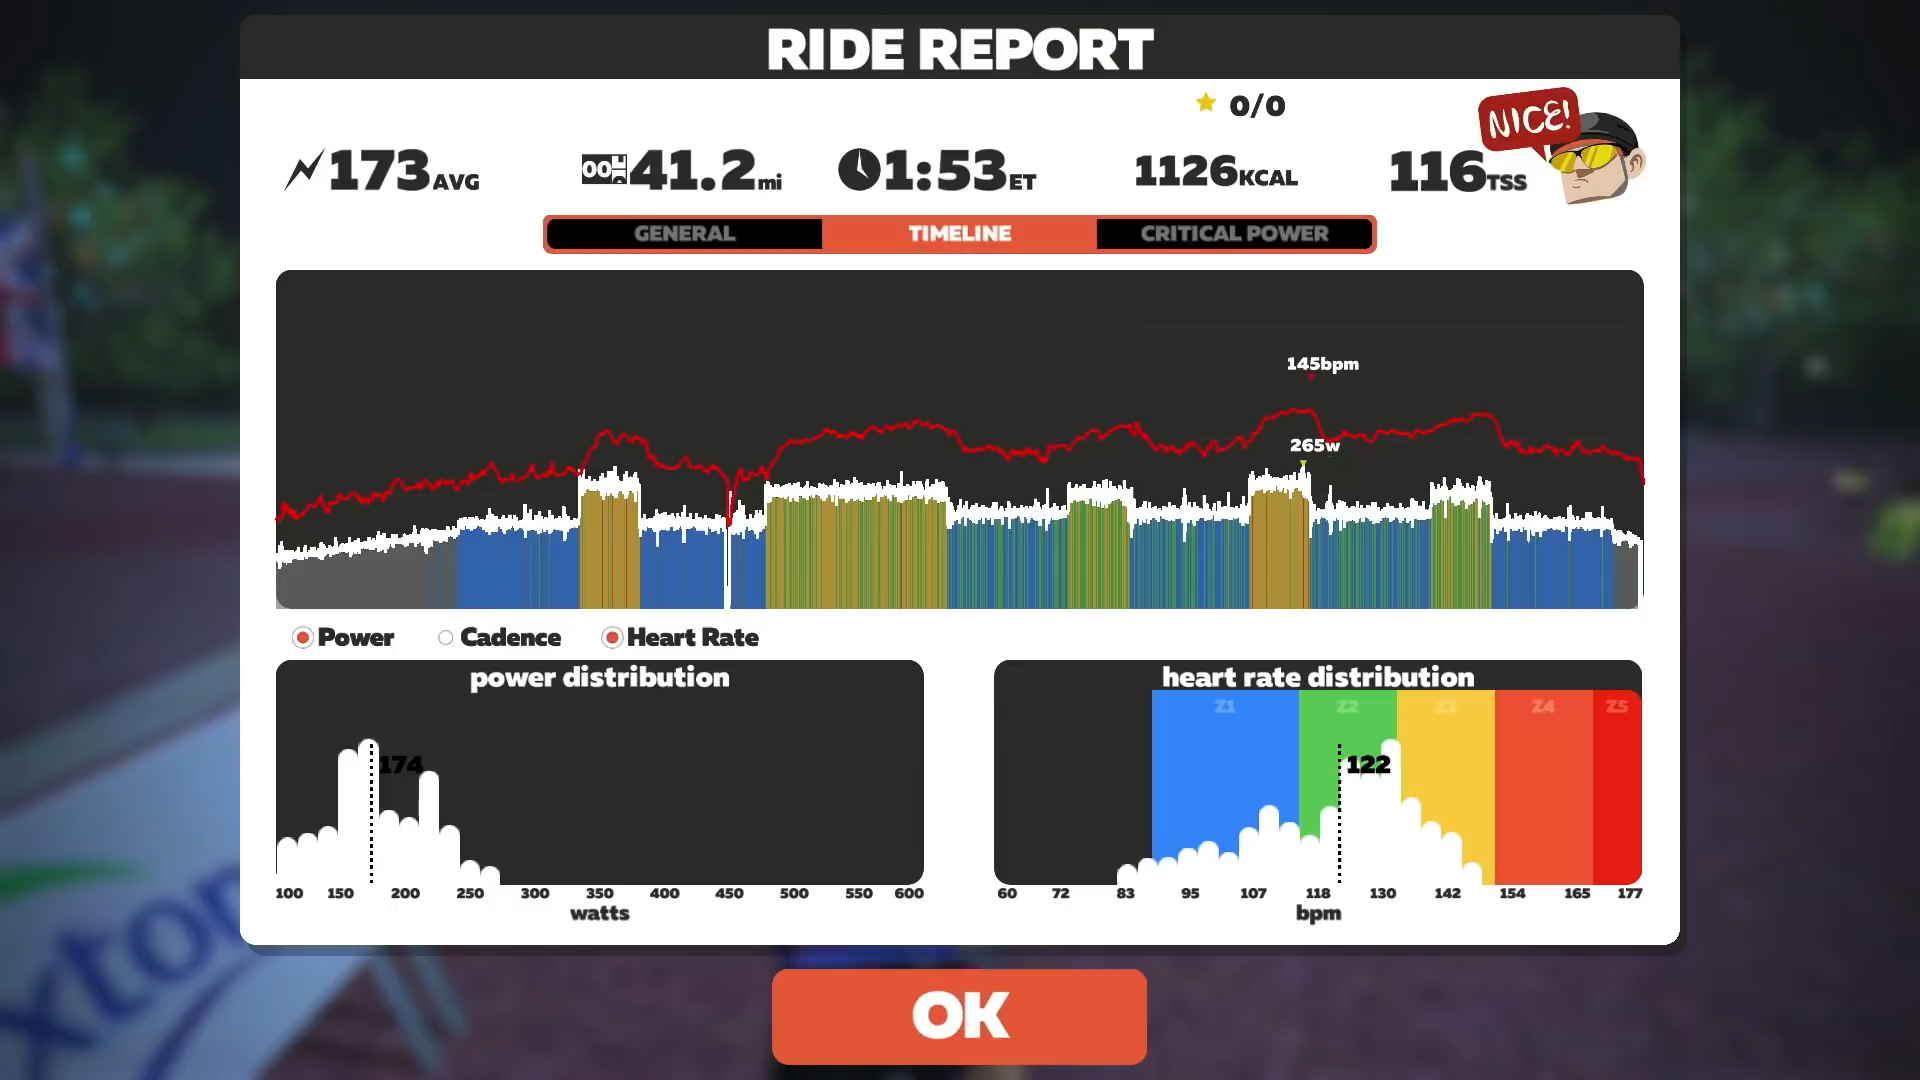 RIDE REPORT
0/0
NICE!
173AVG
41.2mi
1:53ET
1126KCAL
116TSS
GENERAL
TIMELINE
CRITICAL POWER
145bpm
265w
Power
Cadence
Heart Rate
power distribution
174
100 150 200 250 300 350 400 450 500 550 600
watts
heart rate distribution
Z1 Z2 Z3 Z4 Z5
122
60 72 83 95 107 118 130 142 154 165 177
bpm
xton
OK